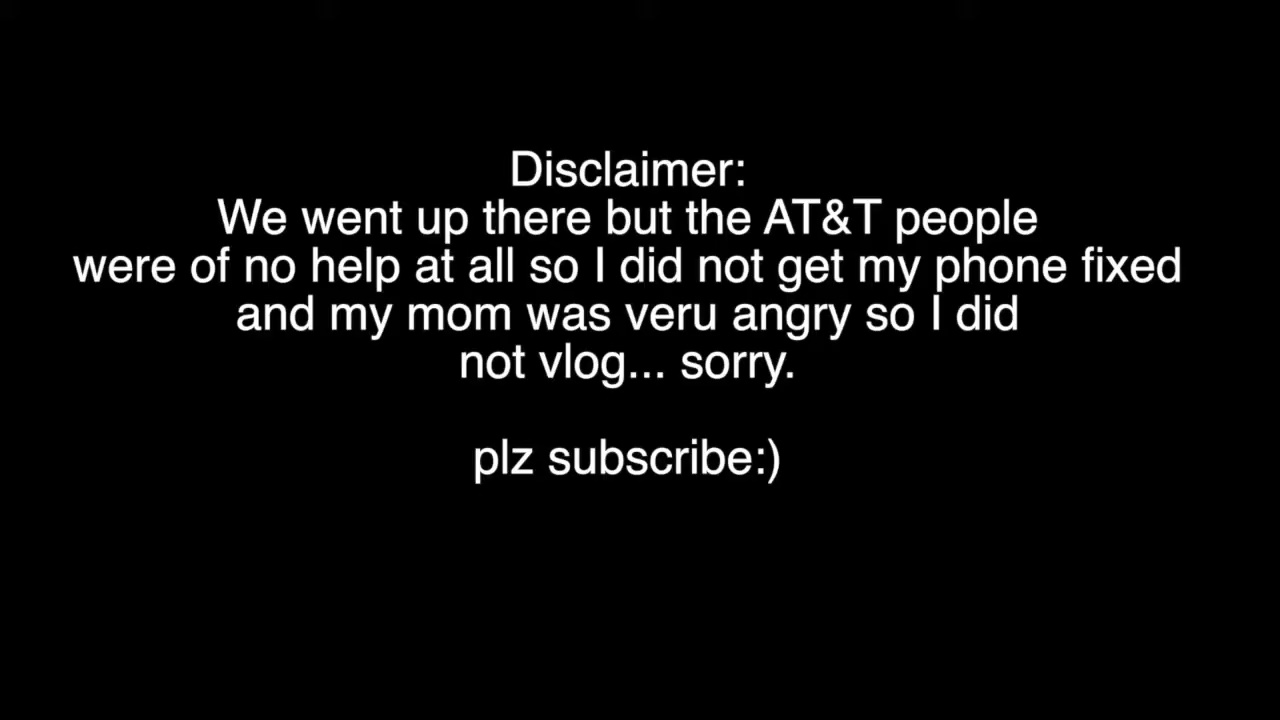 Disclaimer:
We went up there but the AT&T people
were of no help at all so I did not get my phone fixed
and my mom was veru angry so I did
not vlog... sorry.
plz subscribe:)